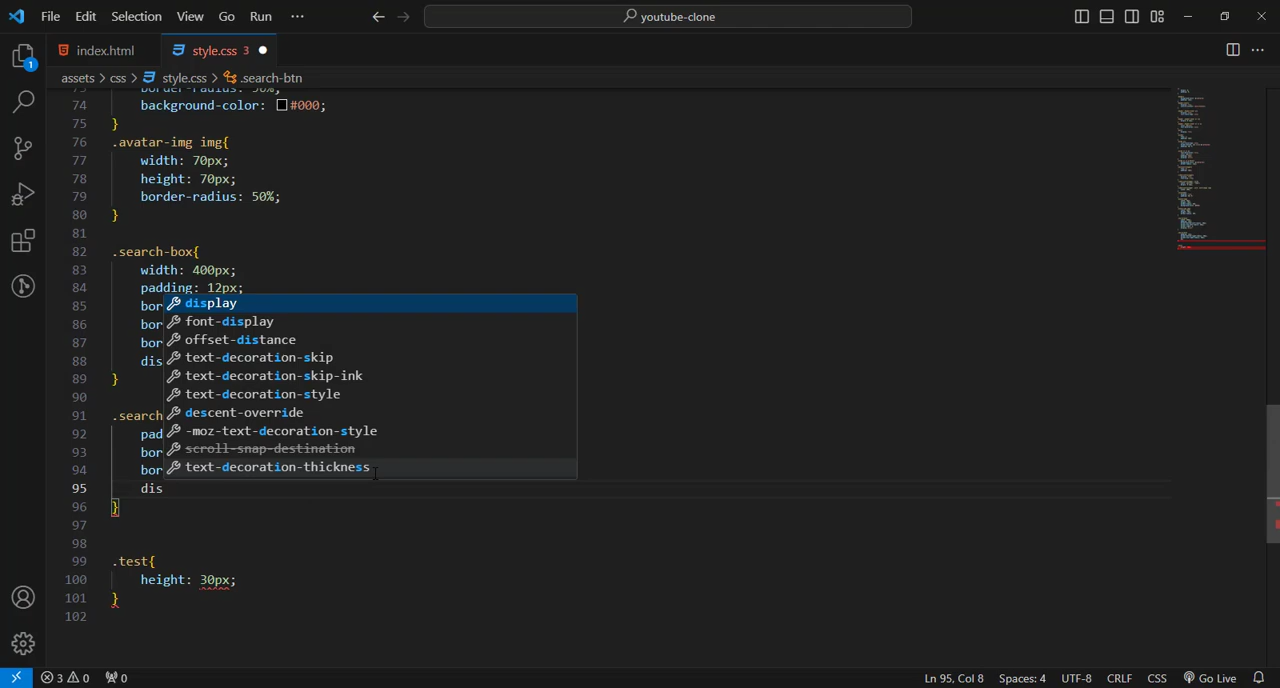 File Edit Selection View Go Run ··· youtube-clone
1
index.html style.css 3
assets > css > style.css > .search-btn
74 background-color: #000;
75 }
76 .avatar-img img{
77 width: 70px;
78 height: 70px;
79 border-radius: 50%;
80 }
81
82 .search-box{
83 width: 400px;
84 padding: 12px;
85 bor
display
86 bor
font-display
87 bor
offset-distance
88 dis
text-decoration-skip
89 }
text-decoration-skip-ink
90
text-decoration-style
91 .search
descent-override
92 pad
-moz-text-decoration-style
93 bor
scroll-snap-destination
94 bor
text-decoration-thickness
95 dis
96 }
97
98
99 .test{
100 height: 30px;
101 }
102
3 0 0 Ln 95, Col 8 Spaces: 4 UTF-8 CRLF CSS Go Live